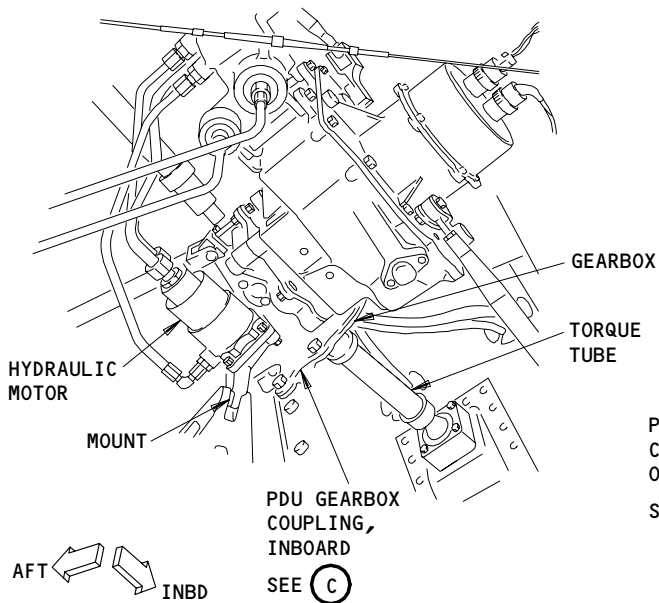 GEARBOX
TORQUE
TUBE
HYDRAULIC
MOTOR
MOUNT
PDU GEARBOX
COUPLING,
INBOARD
SEE C
AFT
INBD
P
C
O
S